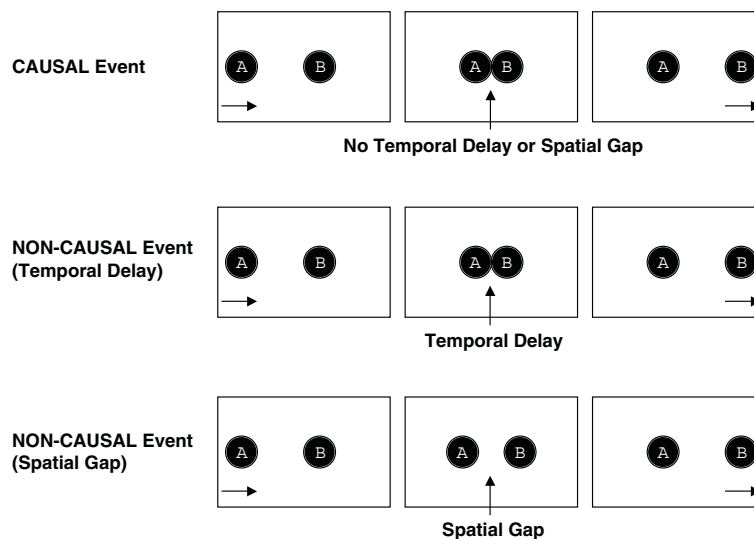 CAUSAL Event
A B
A B
A B
No Temporal Delay or Spatial Gap
NON-CAUSAL Event
(Temporal Delay)
A B
A B
A B
Temporal Delay
NON-CAUSAL Event
(Spatial Gap)
A B
A B
A B
Spatial Gap